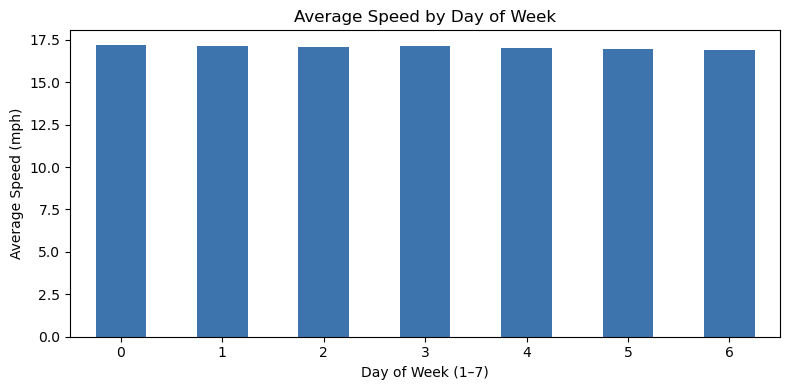 Average Speed by Day of Week
Average Speed (mph)
17.5
15.0
12.5
10.0
7.5
5.0
2.5
0.0
0 1 2 3 4 5 6
Day of Week (1–7)